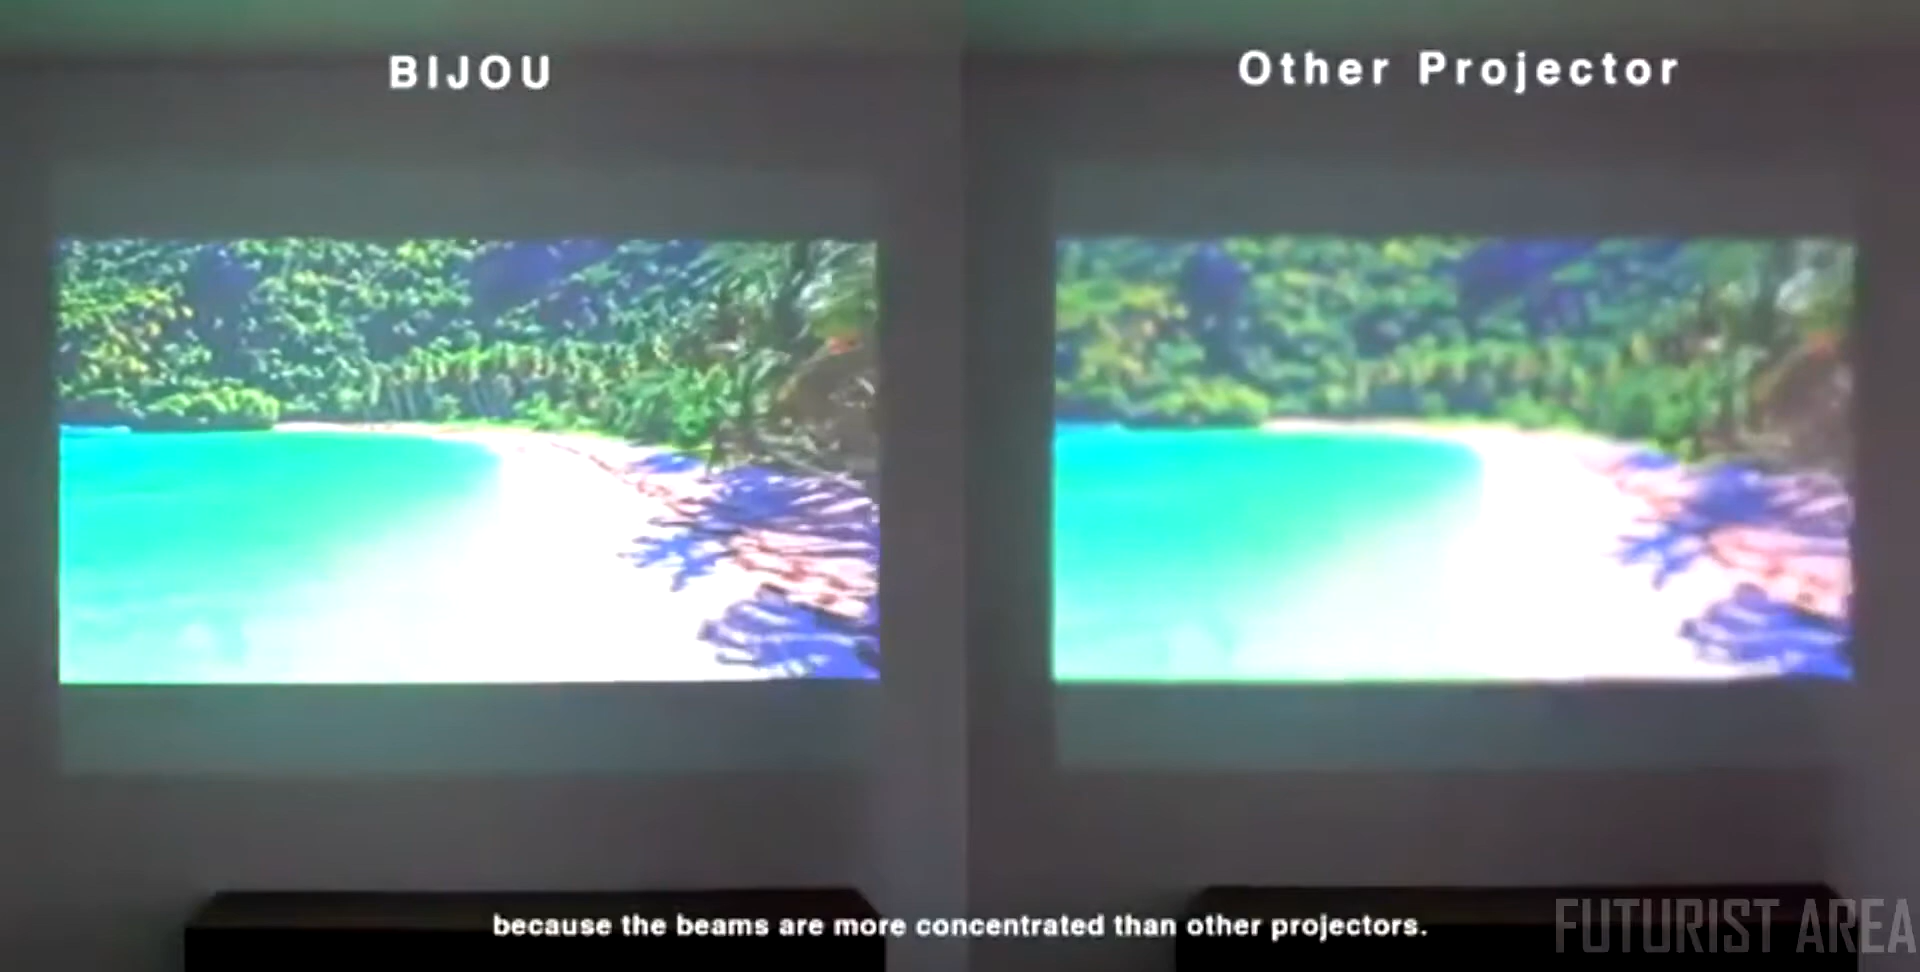 BIJOU
Other Projector
because the beams are more concentrated than other projectors.
FUTURIST AREA